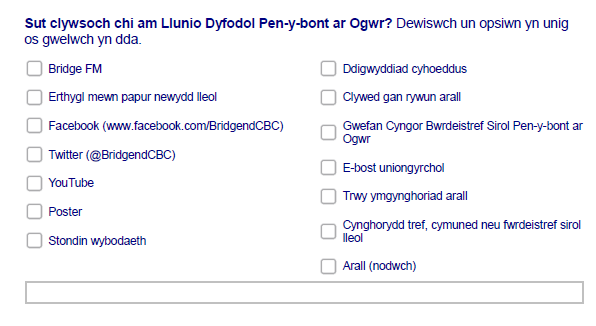 Sut clywsoch chi am Llunio Dyfodol Pen-y-bont ar Ogwr? Dewiswch un opsiwn yn unig
os gwelwch yn dda.
Bridge FM
Erthygl mewn papur newydd lleol
Facebook (www.facebook.com/BridgendCBC)
Twitter (@BridgendCBC)
YouTube
Poster
Stondin wybodaeth
Ddigwyddiad cyhoeddus
Clywed gan rywun arall
Gwefan Cyngor Bwrdeistref Sirol Pen-y-bont ar
Ogwr
E-bost uniongyrchol
Trwy ymgynghoriad arall
Cynghorydd tref, cymuned neu fwrdeistref sirol
lleol
Arall (nodwch)